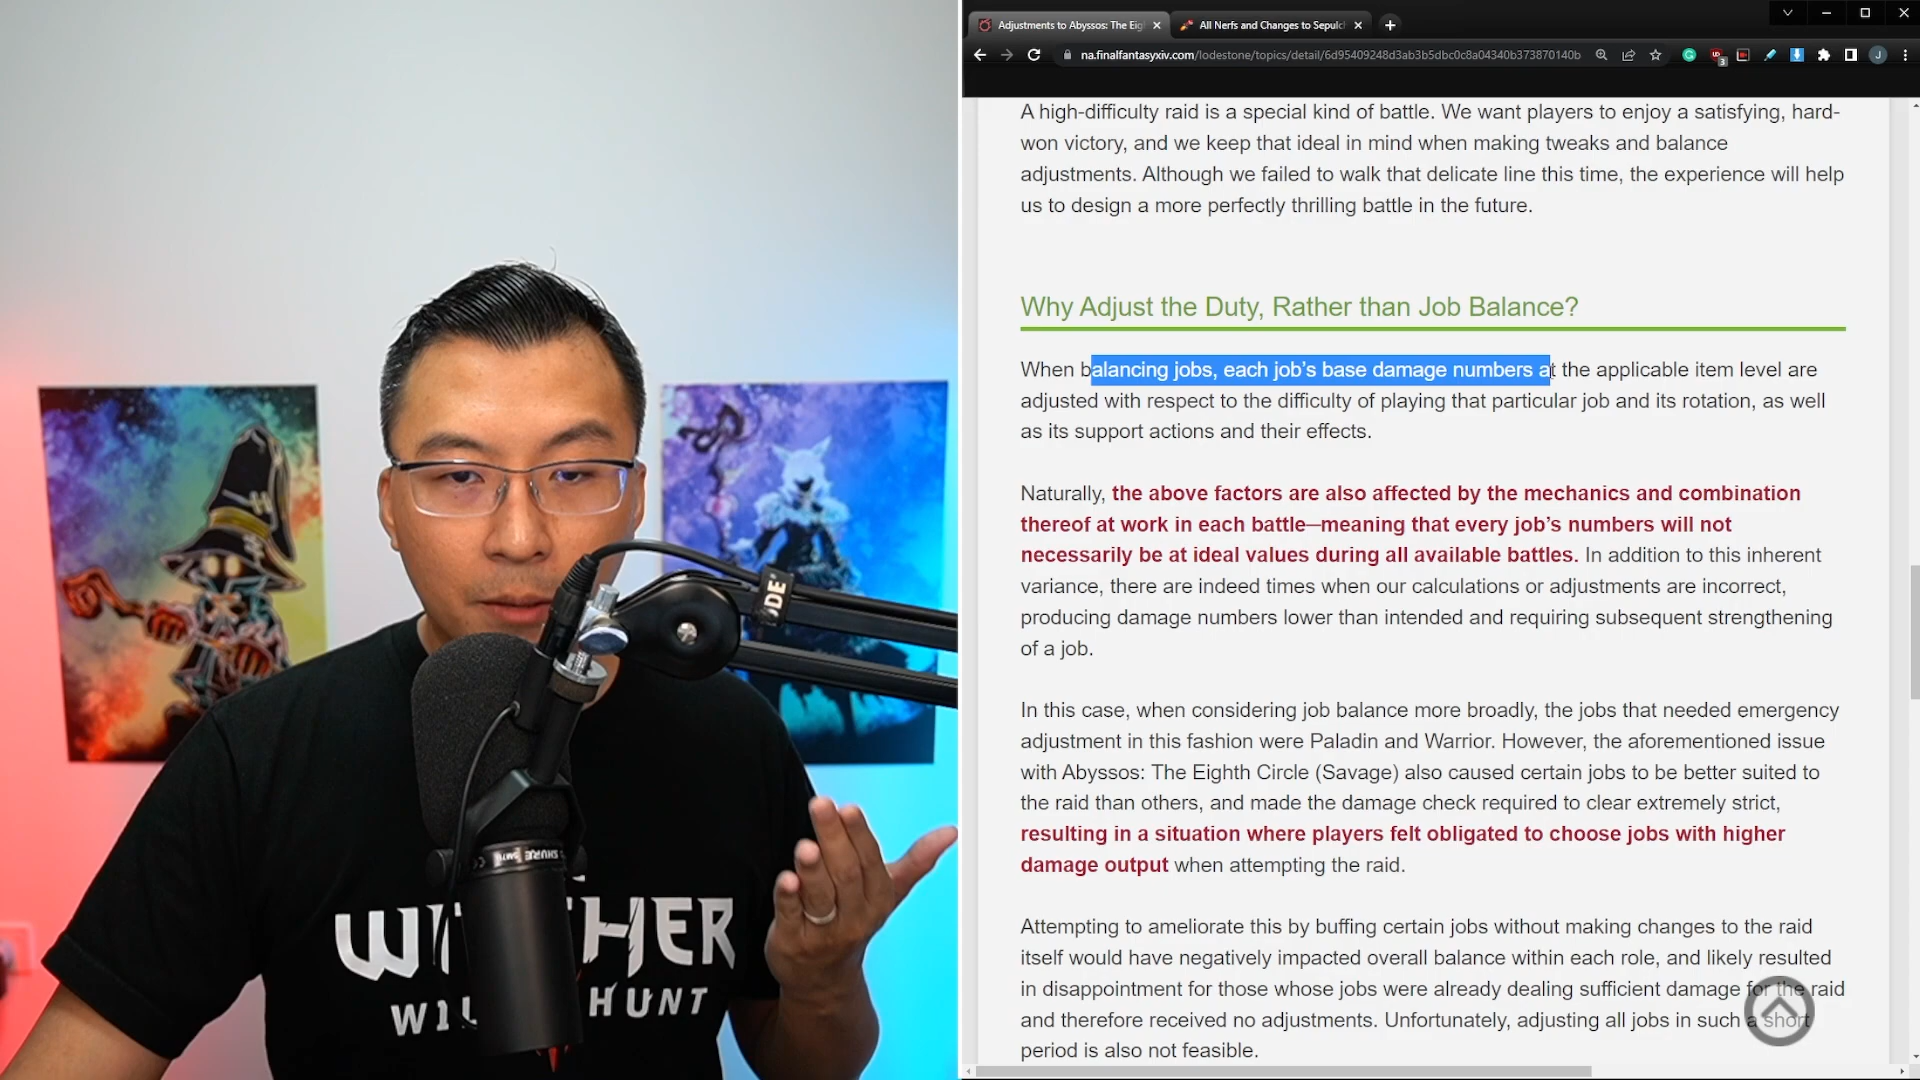 Adjustments to Abyssos: The Eig
All Nerfs and Changes to Sepulc
na.finalfantasyxiv.com/lodestone/topics/detail/6d95409248d3ab3b5dbc0c8a04340b373870140b
3
J
A high-difficulty raid is a special kind of battle. We want players to enjoy a satisfying, hard-
won victory, and we keep that ideal in mind when making tweaks and balance
adjustments. Although we failed to walk that delicate line this time, the experience will help
us to design a more perfectly thrilling battle in the future.
Why Adjust the Duty, Rather than Job Balance?
When balancing jobs, each job's base damage numbers at the applicable item level are
adjusted with respect to the difficulty of playing that particular job and its rotation, as well
as its support actions and their effects.
Naturally, the above factors are also affected by the mechanics and combination
thereof at work in each battle—meaning that every job's numbers will not
necessarily be at ideal values during all available battles. In addition to this inherent
variance, there are indeed times when our calculations or adjustments are incorrect,
producing damage numbers lower than intended and requiring subsequent strengthening
of a job.
In this case, when considering job balance more broadly, the jobs that needed emergency
adjustment in this fashion were Paladin and Warrior. However, the aforementioned issue
with Abyssos: The Eighth Circle (Savage) also caused certain jobs to be better suited to
the raid than others, and made the damage check required to clear extremely strict,
resulting in a situation where players felt obligated to choose jobs with higher
damage output when attempting the raid.
Attempting to ameliorate this by buffing certain jobs without making changes to the raid
itself would have negatively impacted overall balance within each role, and likely resulted
in disappointment for those whose jobs were already dealing sufficient damage for the raid
and therefore received no adjustments. Unfortunately, adjusting all jobs in such a short
period is also not feasible.
ODE
SHURE
W HER
WIL HUNT